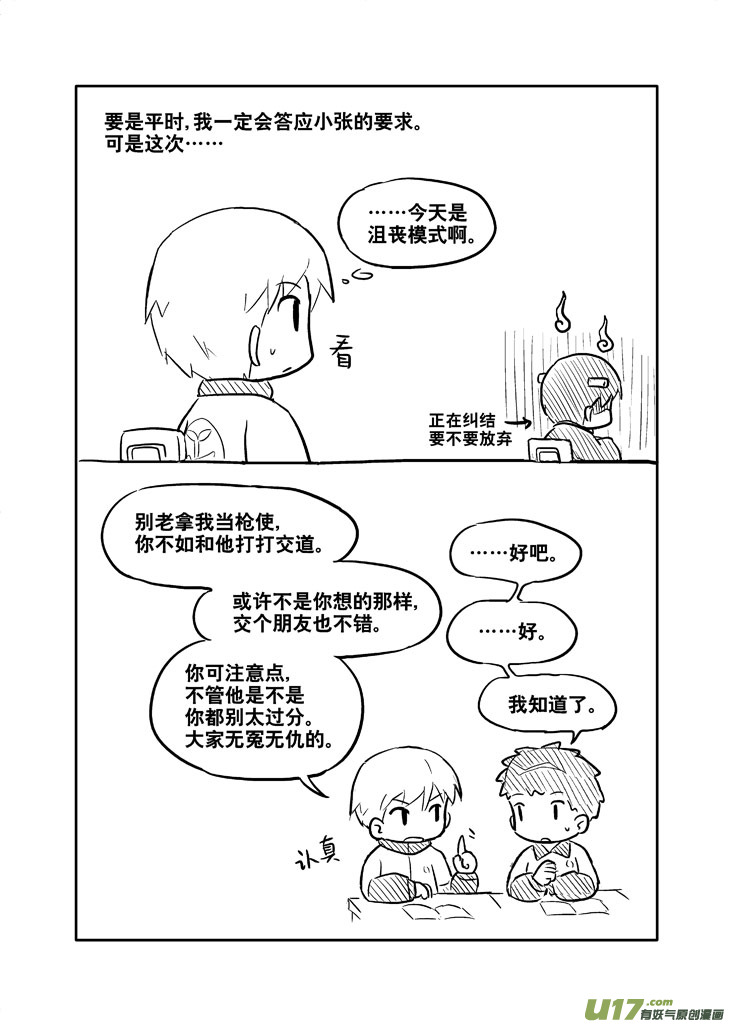 要是平时,我一定会答应小张的要求。
可是这次……
……今天是
沮丧模式啊。
看
正在纠结
要不要放弃
别老拿我当枪使,
你不如和他打打交道。
……好吧。
或许不是你想的那样,
交个朋友也不错。
……好。
你可注意点,
不管他是不是
你都别太过分。
大家无冤无仇的。
我知道了。
认真
U17.com
有妖气原创漫画